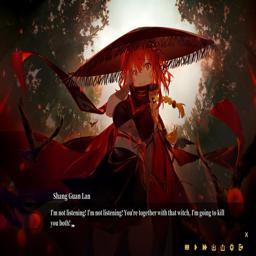 Shang Guan Lan
I'm not listening! I'm not listening! You're together with that witch, I'm going to kill
you both!